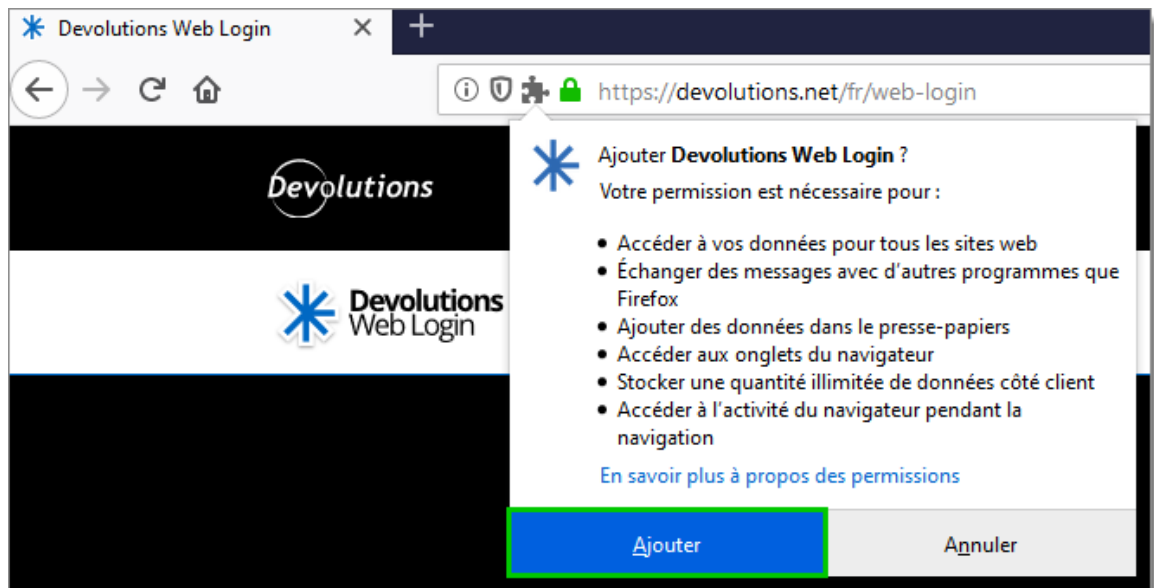 Devolutions Web Login
https://devolutions.net/fr/web-login
Devolutions
Devolutions
Web Login
Ajouter Devolutions Web Login ?
Votre permission est nécessaire pour :
• Accéder à vos données pour tous les sites web
• Échanger des messages avec d'autres programmes que
Firefox
• Ajouter des données dans le presse-papiers
• Accéder aux onglets du navigateur
• Stocker une quantité illimitée de données côté client
• Accéder à l'activité du navigateur pendant la
navigation
En savoir plus à propos des permissions
Ajouter
Annuler